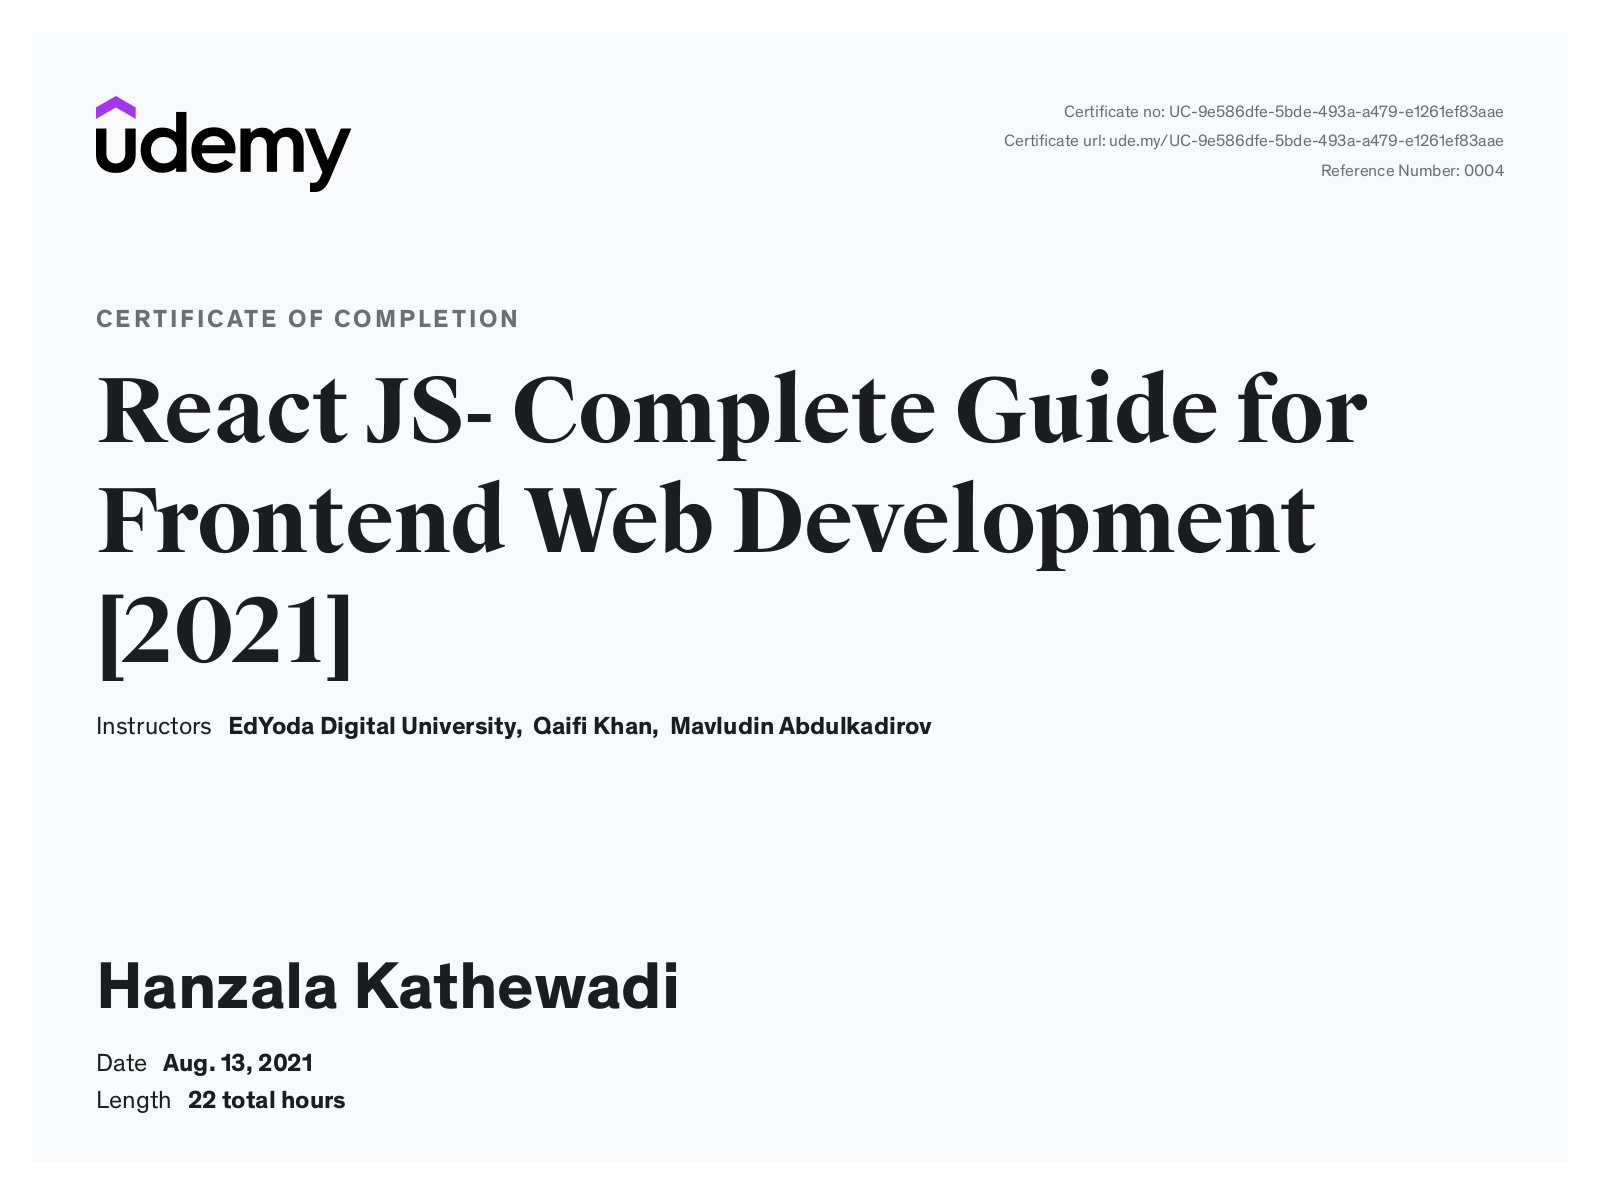 udemy
Certificate no: UC-9e586dfe-5bde-493a-a479-e1261ef83aae
Certificate url: ude.my/UC-9e586dfe-5bde-493a-a479-e1261ef83aae
Reference Number: 0004
CERTIFICATE OF COMPLETION
React JS- Complete Guide for
Frontend Web Development
[2021]
Instructors EdYoda Digital University, Qaifi Khan, Mavludin Abdulkadirov
Hanzala Kathewadi
Date Aug. 13, 2021
Length 22 total hours